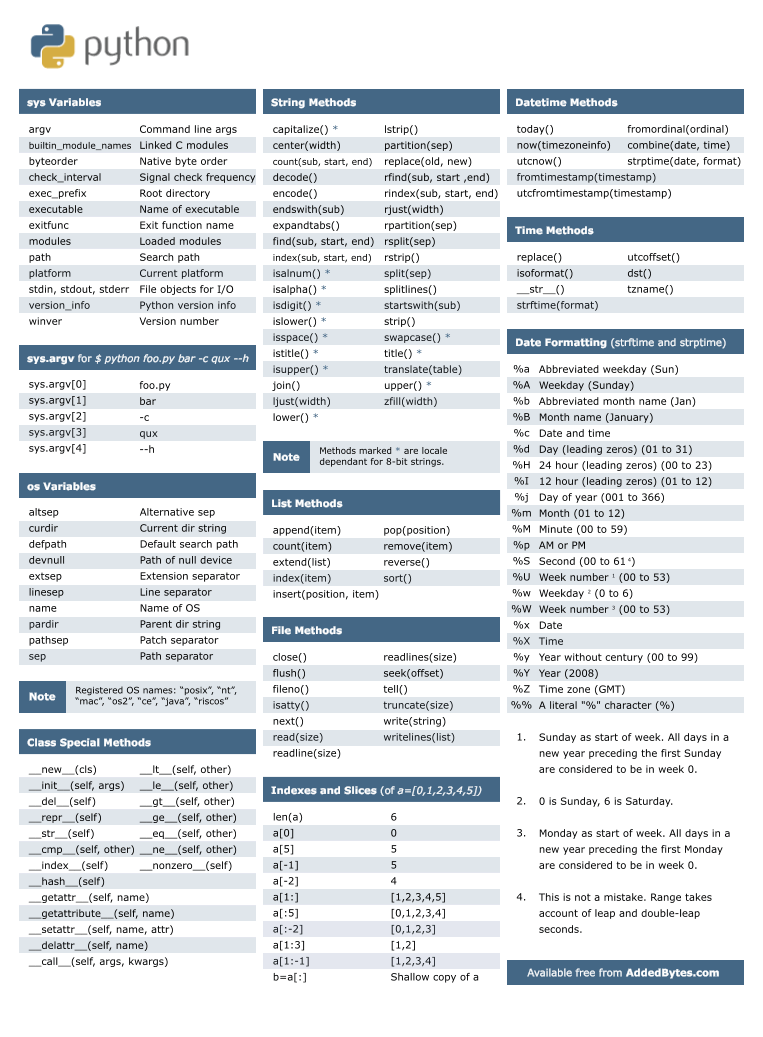 python
sys Variables
argv Command line args
builtin_module_names Linked C modules
byteorder Native byte order
check_interval Signal check frequency
exec_prefix Root directory
executable Name of executable
exitfunc Exit function name
modules Loaded modules
path Search path
platform Current platform
stdin, stdout, stderr File objects for I/O
version_info Python version info
winver Version number
sys.argv for $ python foo.py bar -c qux --h
sys.argv[0] foo.py
sys.argv[1] bar
sys.argv[2] -c
sys.argv[3] qux
sys.argv[4] --h
os Variables
altsep Alternative sep
curdir Current dir string
defpath Default search path
devnull Path of null device
extsep Extension separator
linesep Line separator
name Name of OS
pardir Parent dir string
pathsep Patch separator
sep Path separator
Note
Registered OS names: “posix”, “nt”,
“mac”, “os2”, “ce”, “java”, “riscos”
Class Special Methods
__new__(cls) __lt__(self, other)
__init__(self, args) __le__(self, other)
__del__(self) __gt__(self, other)
__repr__(self) __ge__(self, other)
__str__(self) __eq__(self, other)
__cmp__(self, other) __ne__(self, other)
__index__(self) __nonzero__(self)
__hash__(self)
__getattr__(self, name)
__getattribute__(self, name)
__setattr__(self, name, attr)
__delattr__(self, name)
__call__(self, args, kwargs)
String Methods
capitalize() * lstrip()
center(width) partition(sep)
count(sub, start, end) replace(old, new)
decode() rfind(sub, start ,end)
encode() rindex(sub, start, end)
endswith(sub) rjust(width)
expandtabs() rpartition(sep)
find(sub, start, end) rsplit(sep)
index(sub, start, end) rstrip()
isalnum() * split(sep)
isalpha() * splitlines()
isdigit() * startswith(sub)
islower() * strip()
isspace() * swapcase() *
istitle() * title() *
isupper() * translate(table)
join() upper() *
ljust(width) zfill(width)
lower() *
Note
Methods marked * are locale
dependant for 8-bit strings.
List Methods
append(item) pop(position)
count(item) remove(item)
extend(list) reverse()
index(item) sort()
insert(position, item)
File Methods
close() readlines(size)
flush() seek(offset)
fileno() tell()
isatty() truncate(size)
next() write(string)
read(size) writelines(list)
readline(size)
Indexes and Slices (of a=[0,1,2,3,4,5])
len(a) 6
a[0] 0
a[5] 5
a[-1] 5
a[-2] 4
a[1:] [1,2,3,4,5]
a[:5] [0,1,2,3,4]
a[:-2] [0,1,2,3]
a[1:3] [1,2]
a[1:-1] [1,2,3,4]
b=a[:] Shallow copy of a
Datetime Methods
today() fromordinal(ordinal)
now(timezoneinfo) combine(date, time)
utcnow() strptime(date, format)
fromtimestamp(timestamp)
utcfromtimestamp(timestamp)
Time Methods
replace() utcoffset()
isoformat() dst()
__str__() tzname()
strftime(format)
Date Formatting (strftime and strptime)
%a Abbreviated weekday (Sun)
%A Weekday (Sunday)
%b Abbreviated month name (Jan)
%B Month name (January)
%c Date and time
%d Day (leading zeros) (01 to 31)
%H 24 hour (leading zeros) (00 to 23)
%I 12 hour (leading zeros) (01 to 12)
%j Day of year (001 to 366)
%m Month (01 to 12)
%M Minute (00 to 59)
%p AM or PM
%S Second (00 to 61⁴)
%U Week number ¹ (00 to 53)
%w Weekday ² (0 to 6)
%W Week number ³ (00 to 53)
%x Date
%X Time
%y Year without century (00 to 99)
%Y Year (2008)
%Z Time zone (GMT)
%% A literal "%" character (%)
1. Sunday as start of week. All days in a
new year preceding the first Sunday
are considered to be in week 0.
2. 0 is Sunday, 6 is Saturday.
3. Monday as start of week. All days in a
new year preceding the first Monday
are considered to be in week 0.
4. This is not a mistake. Range takes
account of leap and double-leap
seconds.
Available free from AddedBytes.com